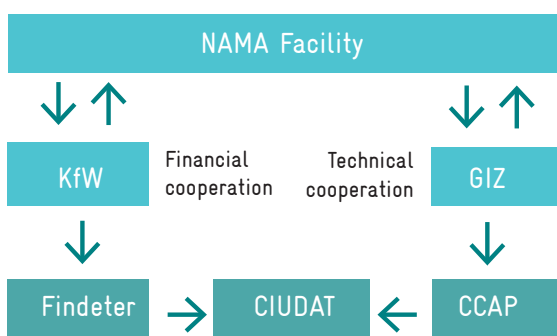 NAMA Facility
KfW
Financial
cooperation
Technical
cooperation
GIZ
Findeter
CIUDAT
CCAP